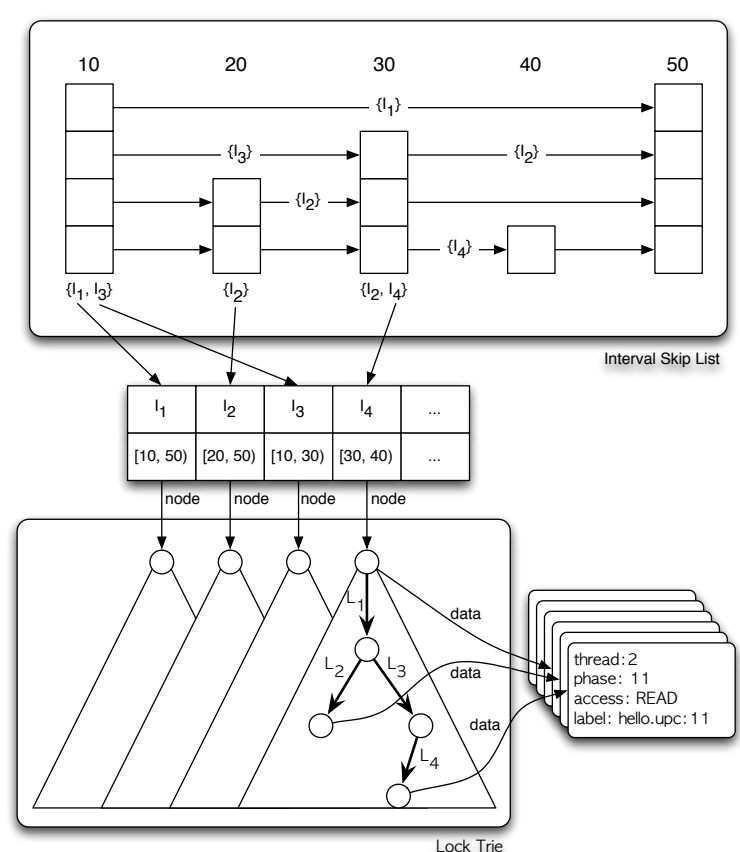 10 20 30 40 50
{I1}
{I3} {I2}
{I2}
{I4}
{I1, I3} {I2} {I2, I4}
Interval Skip List
I1 I2 I3 I4 ...
[10, 50) [20, 50) [10, 30) [30, 40) ...
node node node node
L1
data
L2 L3
data
thread:2
phase: 11
access: READ
label: hello.upc:11
data
L4
Lock Trie